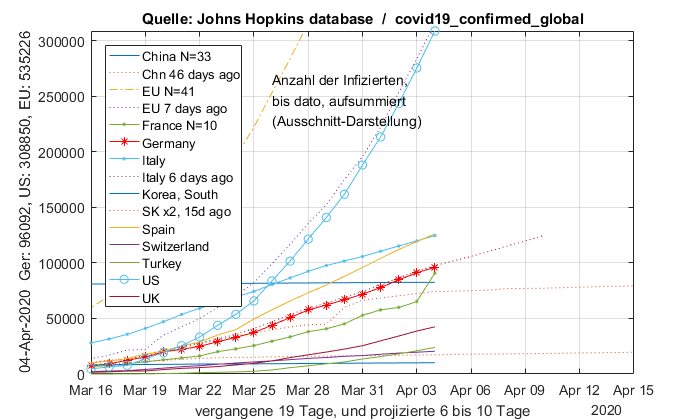 Quelle: Johns Hopkins database / covid19_confirmed_global
04-Apr-2020 Ger: 96092, US: 308850, EU: 535226
300000
250000
200000
150000
100000
50000
0
China N=33
Chn 46 days ago
EU N=41
EU 7 days ago
France N=10
Germany
Italy
Italy 6 days ago
Korea, South
SK x2, 15d ago
Spain
Switzerland
Turkey
US
UK
Anzahl der Infizierten,
bis dato, aufsummiert
(Ausschnitt-Darstellung)
Mar 16 Mar 19 Mar 22 Mar 25 Mar 28 Mar 31 Apr 03 Apr 06 Apr 09 Apr 12 Apr 15
vergangene 19 Tage, und projizierte 6 bis 10 Tage 2020